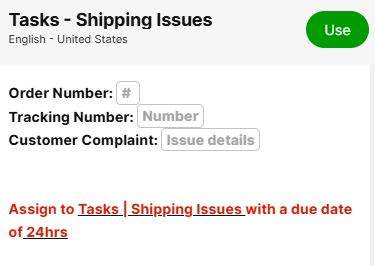 Tasks - Shipping Issues
English - United States
Use
Order Number: #
Tracking Number: Number
Customer Complaint: Issue details
Assign to Tasks | Shipping Issues with a due date
of 24hrs